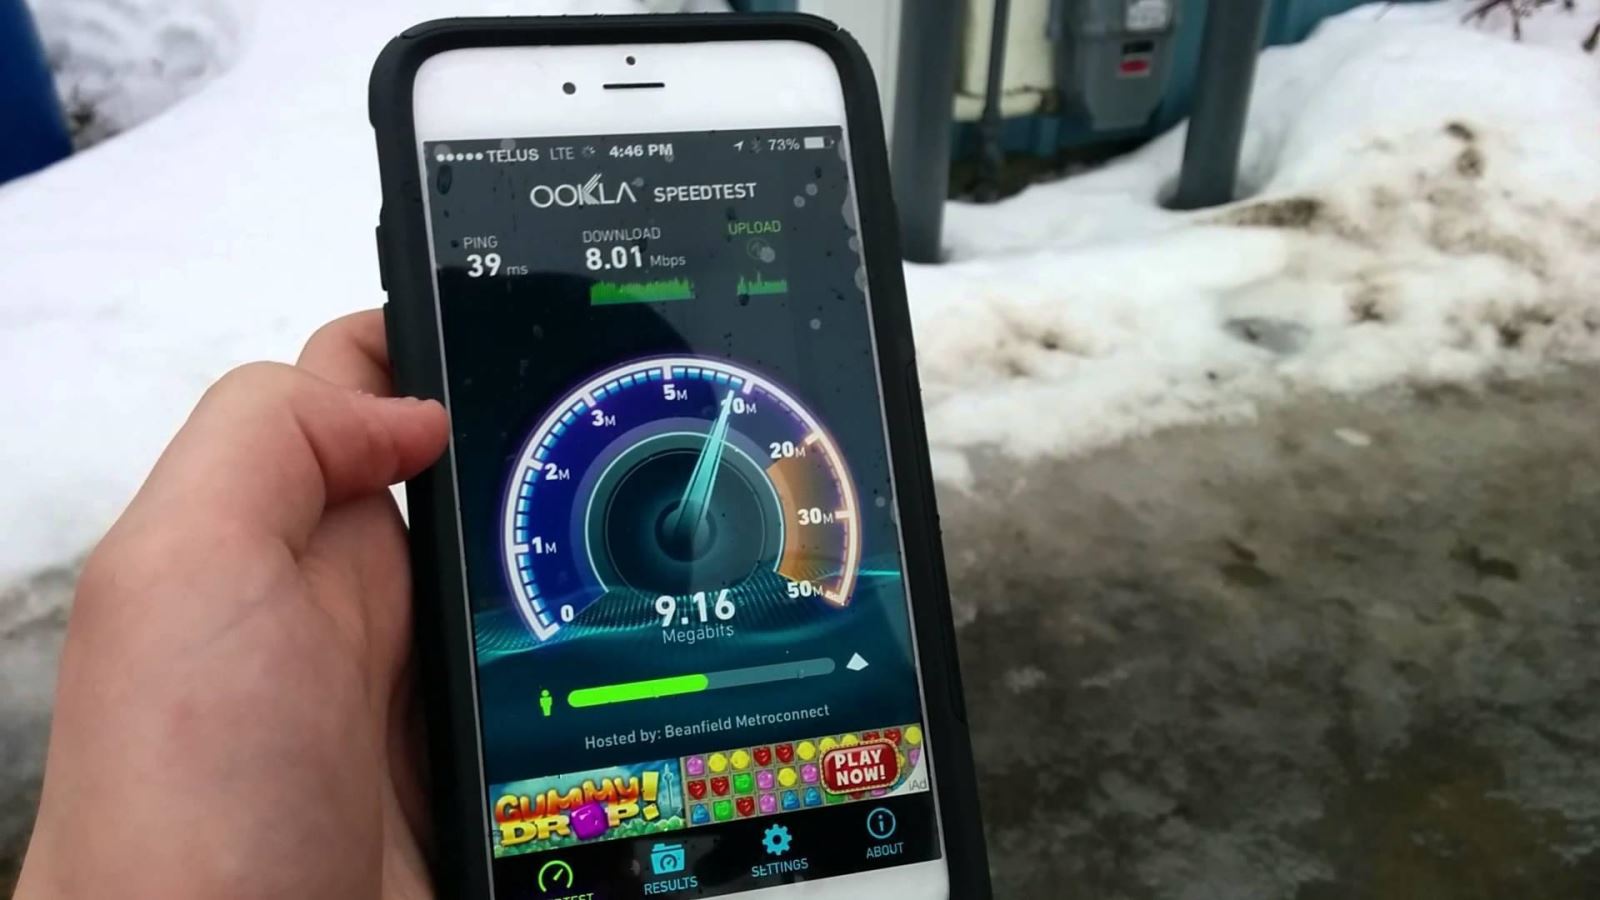 TELUS LTE 4:46 PM 73%
OOKLA SPEEDTEST
PING DOWNLOAD UPLOAD
39 ms 8.01 Mbps
5M
3M 10M
2M 20M
1M 30M
0 50M
9.16
Megabits
Hosted by: Beanfield Metroconnect
GUMMY DROP! PLAY NOW!
iAd
RESULTS SETTINGS ABOUT